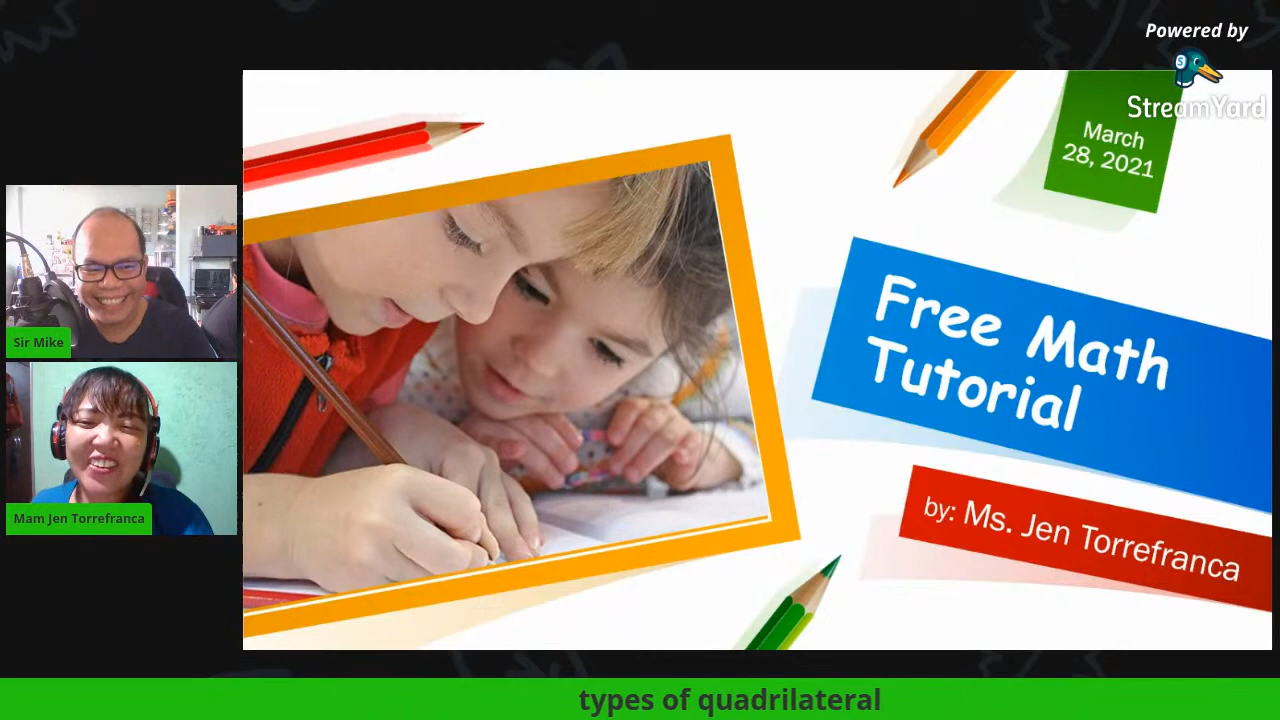 Powered by
StreamYard
March
28, 2021
Free Math
Tutorial
by: Ms. Jen Torrefranca
Sir Mike
Mam Jen Torrefranca
types of quadrilateral